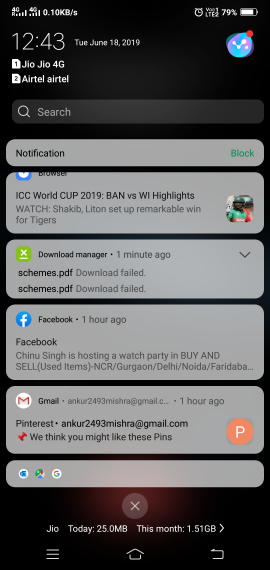 4G 4G 0.10KB/s VoLTE2 79%
12:43 Tue June 18, 2019
1 Jio Jio 4G
2 Airtel airtel
Search
Notification Block
Browser
ICC World CUP 2019: BAN vs WI Highlights
WATCH: Shakib, Liton set up remarkable win
for Tigers
Download manager • 1 minute ago
schemes.pdf Download failed.
schemes.pdf Download failed.
Facebook • 1 hour ago
Facebook
Chinu Singh is hosting a watch party in BUY AND
SELL(Used Items)-NCR/Gurgaon/Delhi/Noida/Faridaba...
Gmail • ankur2493mishra@gmail.c... • 1 hour ago
Pinterest • ankur2493mishra@gmail.com
📌 We think you might like these Pins
P
Jio Today: 25.0MB This month: 1.51GB >